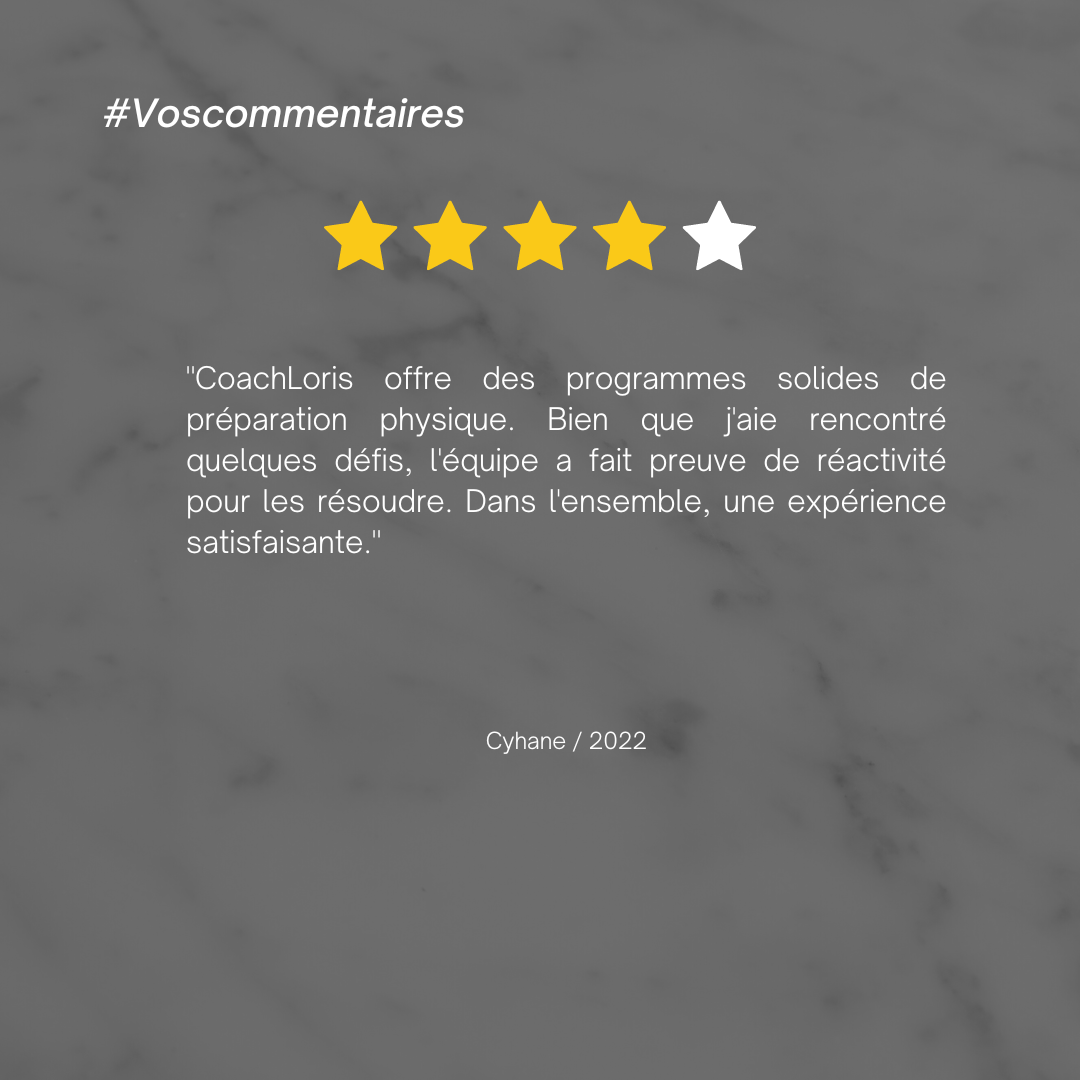 #Voscommentaires
"CoachLoris offre des programmes solides de
préparation physique. Bien que j'aie rencontré
quelques défis, l'équipe a fait preuve de réactivité
pour les résoudre. Dans l'ensemble, une expérience
satisfaisante."
Cyhane / 2022